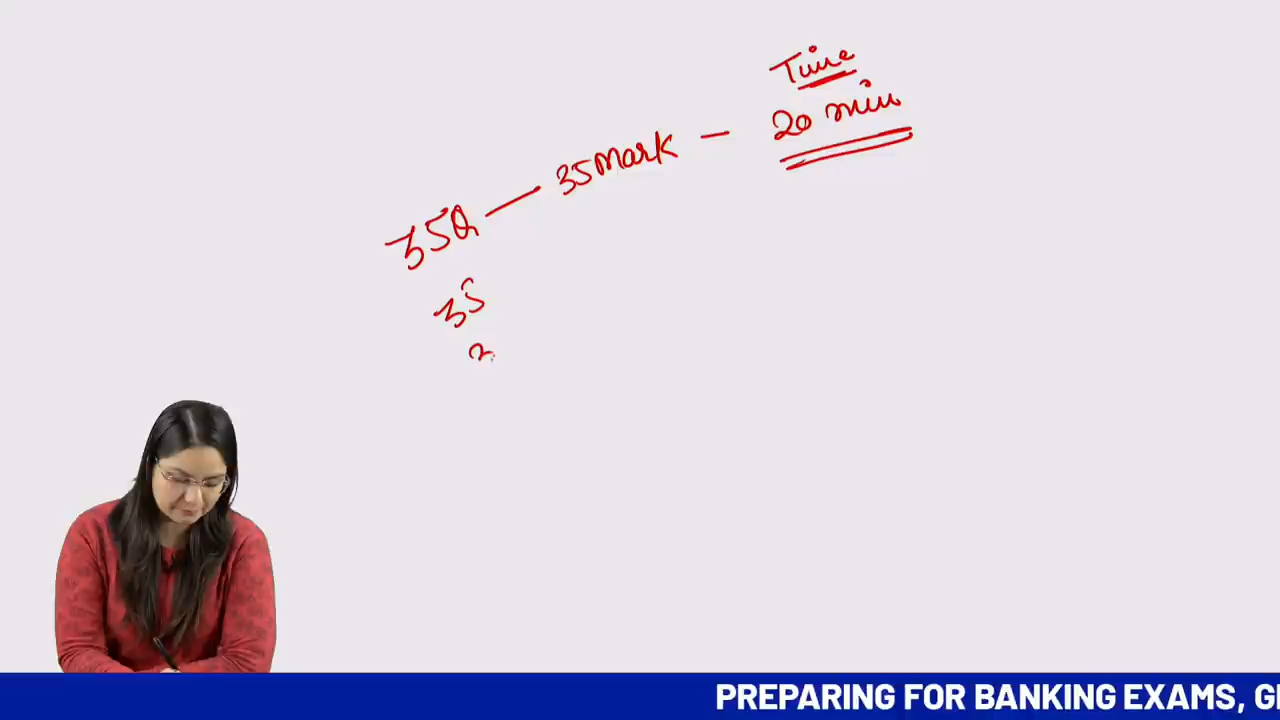 Time
20 min
35Q — 35 Mark —
35
PREPARING FOR BANKING EXAMS, G